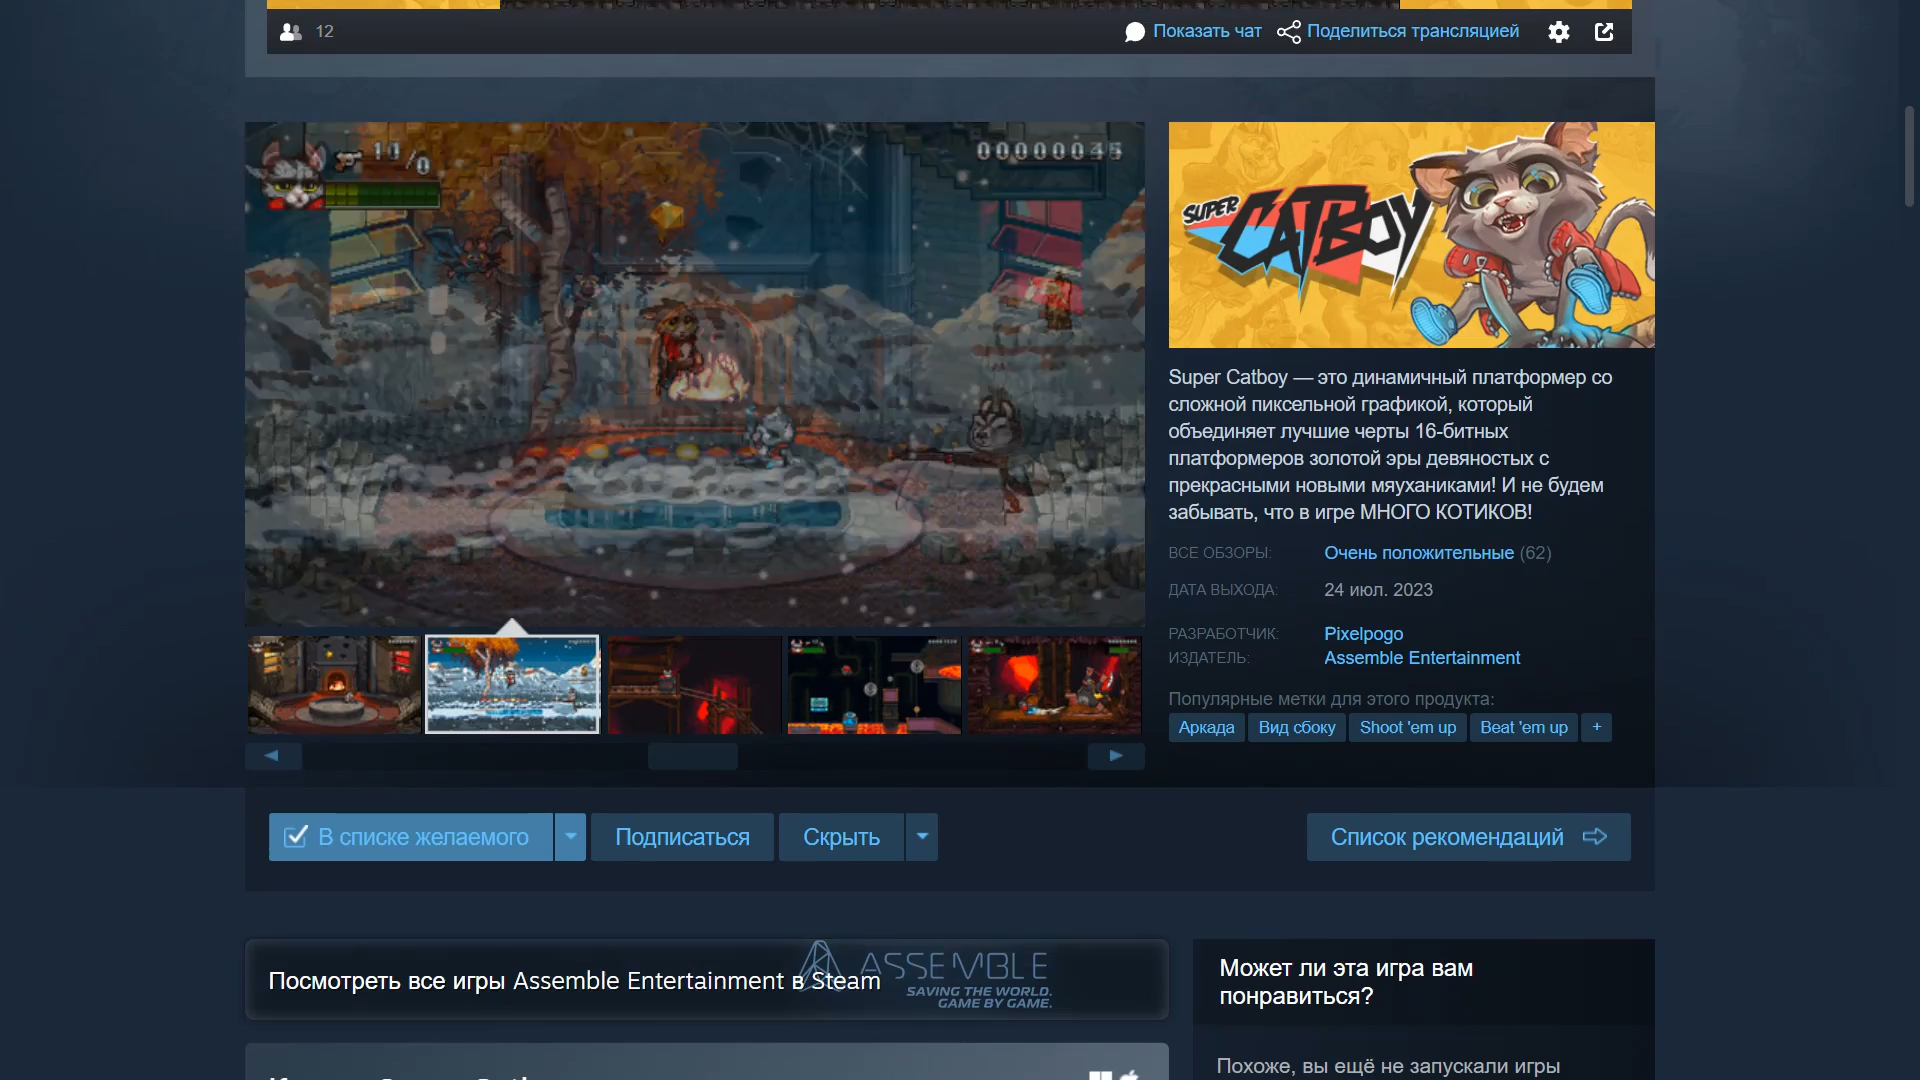 12
Показать чат
Поделиться трансляцией
10/0
00000045
SUPER
CATBOY
Super Catboy — это динамичный платформер со
сложной пиксельной графикой, который
объединяет лучшие черты 16-битных
платформеров золотой эры девяностых с
прекрасными новыми мяуханиками! И не будем
забывать, что в игре МНОГО КОТИКОВ!
ВСЕ ОБЗОРЫ: Очень положительные (62)
ДАТА ВЫХОДА: 24 июл. 2023
РАЗРАБОТЧИК: Pixelpogo
ИЗДАТЕЛЬ: Assemble Entertainment
Популярные метки для этого продукта:
Аркада Вид сбоку Shoot 'em up Beat 'em up +
В списке желаемого
Подписаться
Скрыть
Список рекомендаций
Посмотреть все игры Assemble Entertainment в Steam
ASSEMBLE
SAVING THE WORLD.
GAME BY GAME.
Может ли эта игра вам
понравиться?
Похоже, вы ещё не запускали игры